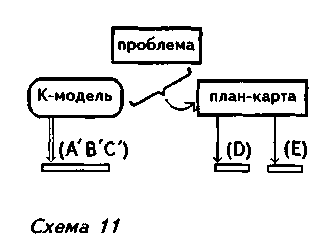 проблема
К-модель
план-карта
(A′B′C′)
(D)
(E)
Схема 11